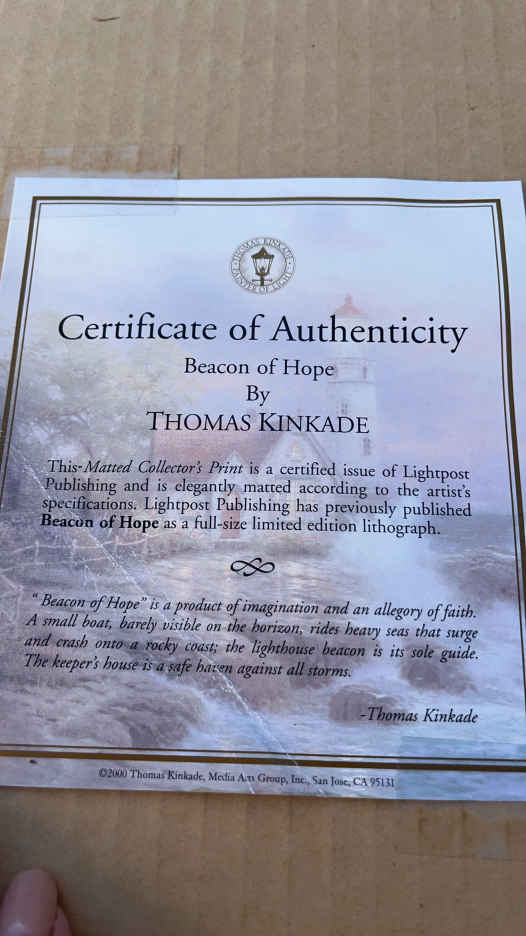 THOMAS KINKADE
PAINTER OF LIGHT
Certificate of Authenticity
Beacon of Hope
By
THOMAS KINKADE
This Matted Collector's Print is a certified issue of Lightpost
Publishing and is elegantly matted according to the artist's
specifications. Lightpost Publishing has previously published
Beacon of Hope as a full-size limited edition lithograph.
"Beacon of Hope" is a product of imagination and an allegory of faith.
A small boat, barely visible on the horizon, rides heavy seas that surge
and crash onto a rocky coast; the lighthouse beacon is its sole guide.
The keeper's house is a safe haven against all storms.
-Thomas Kinkade
©2000 Thomas Kinkade, Media Arts Group, Inc., San Jose, CA 95131